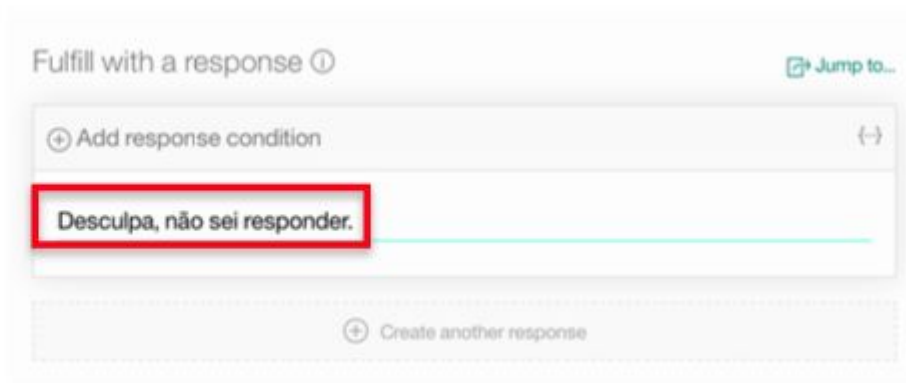 Fulfill with a response ⓘ
Jump to...
Add response condition
{...}
Desculpa, não sei responder.
Create another response